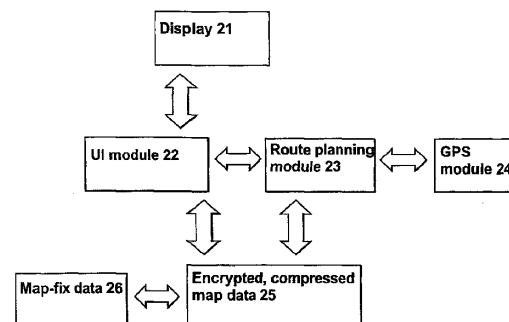 Display 21
UI module 22
Route planning
module 23
GPS
module 24
Map-fix data 26
Encrypted, compressed
map data 25